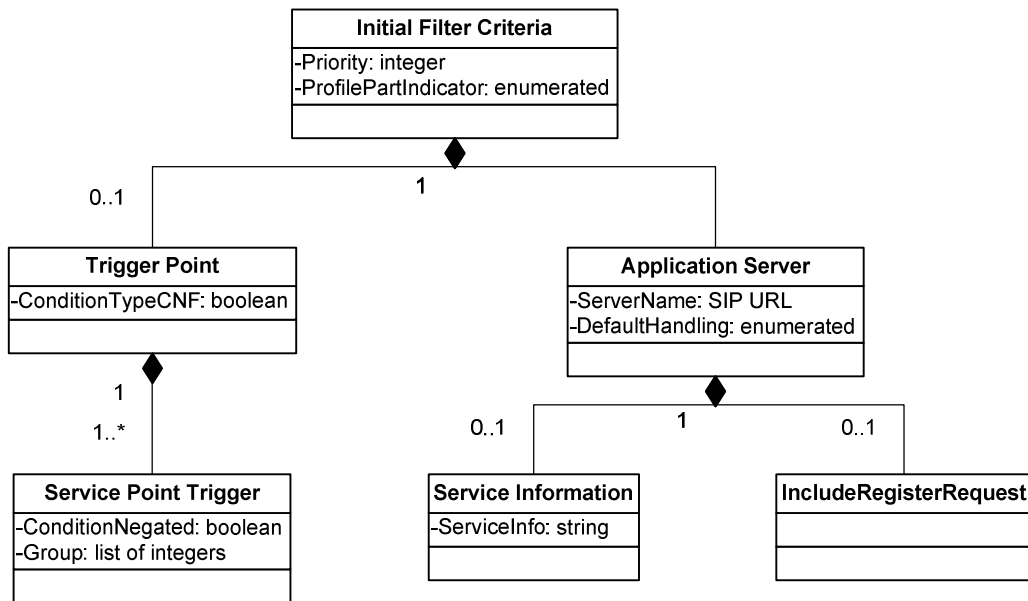 Initial Filter Criteria
-Priority: integer
-ProfilePartIndicator: enumerated
1
0..1
Trigger Point
-ConditionTypeCNF: boolean
Application Server
-ServerName: SIP URL
-DefaultHandling: enumerated
1
1..*
0..1
1
0..1
Service Point Trigger
-ConditionNegated: boolean
-Group: list of integers
Service Information
-ServiceInfo: string
IncludeRegisterRequest